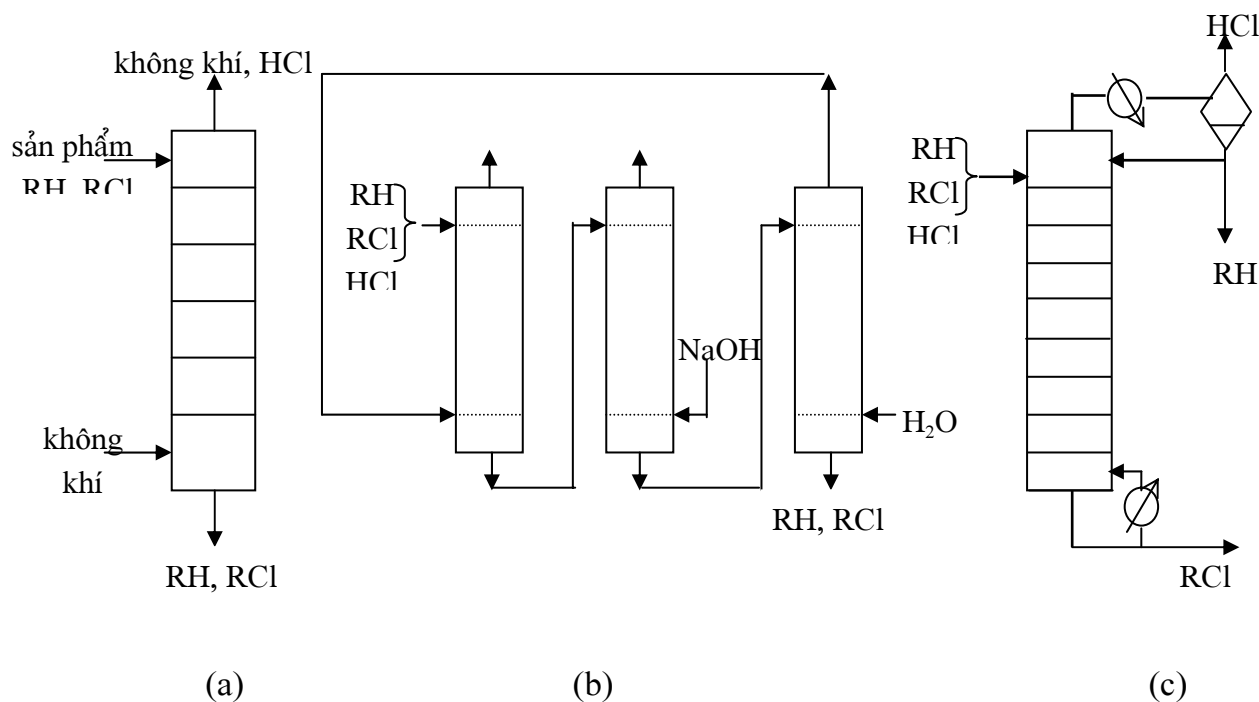 không khí, HCl
sản phẩm
RH, RCl
không
khí
RH, RCl
(a)
RH
RCl
HCl
NaOH
H₂O
RH, RCl
(b)
HCl
RH
RCl
HCl
RH
RCl
(c)